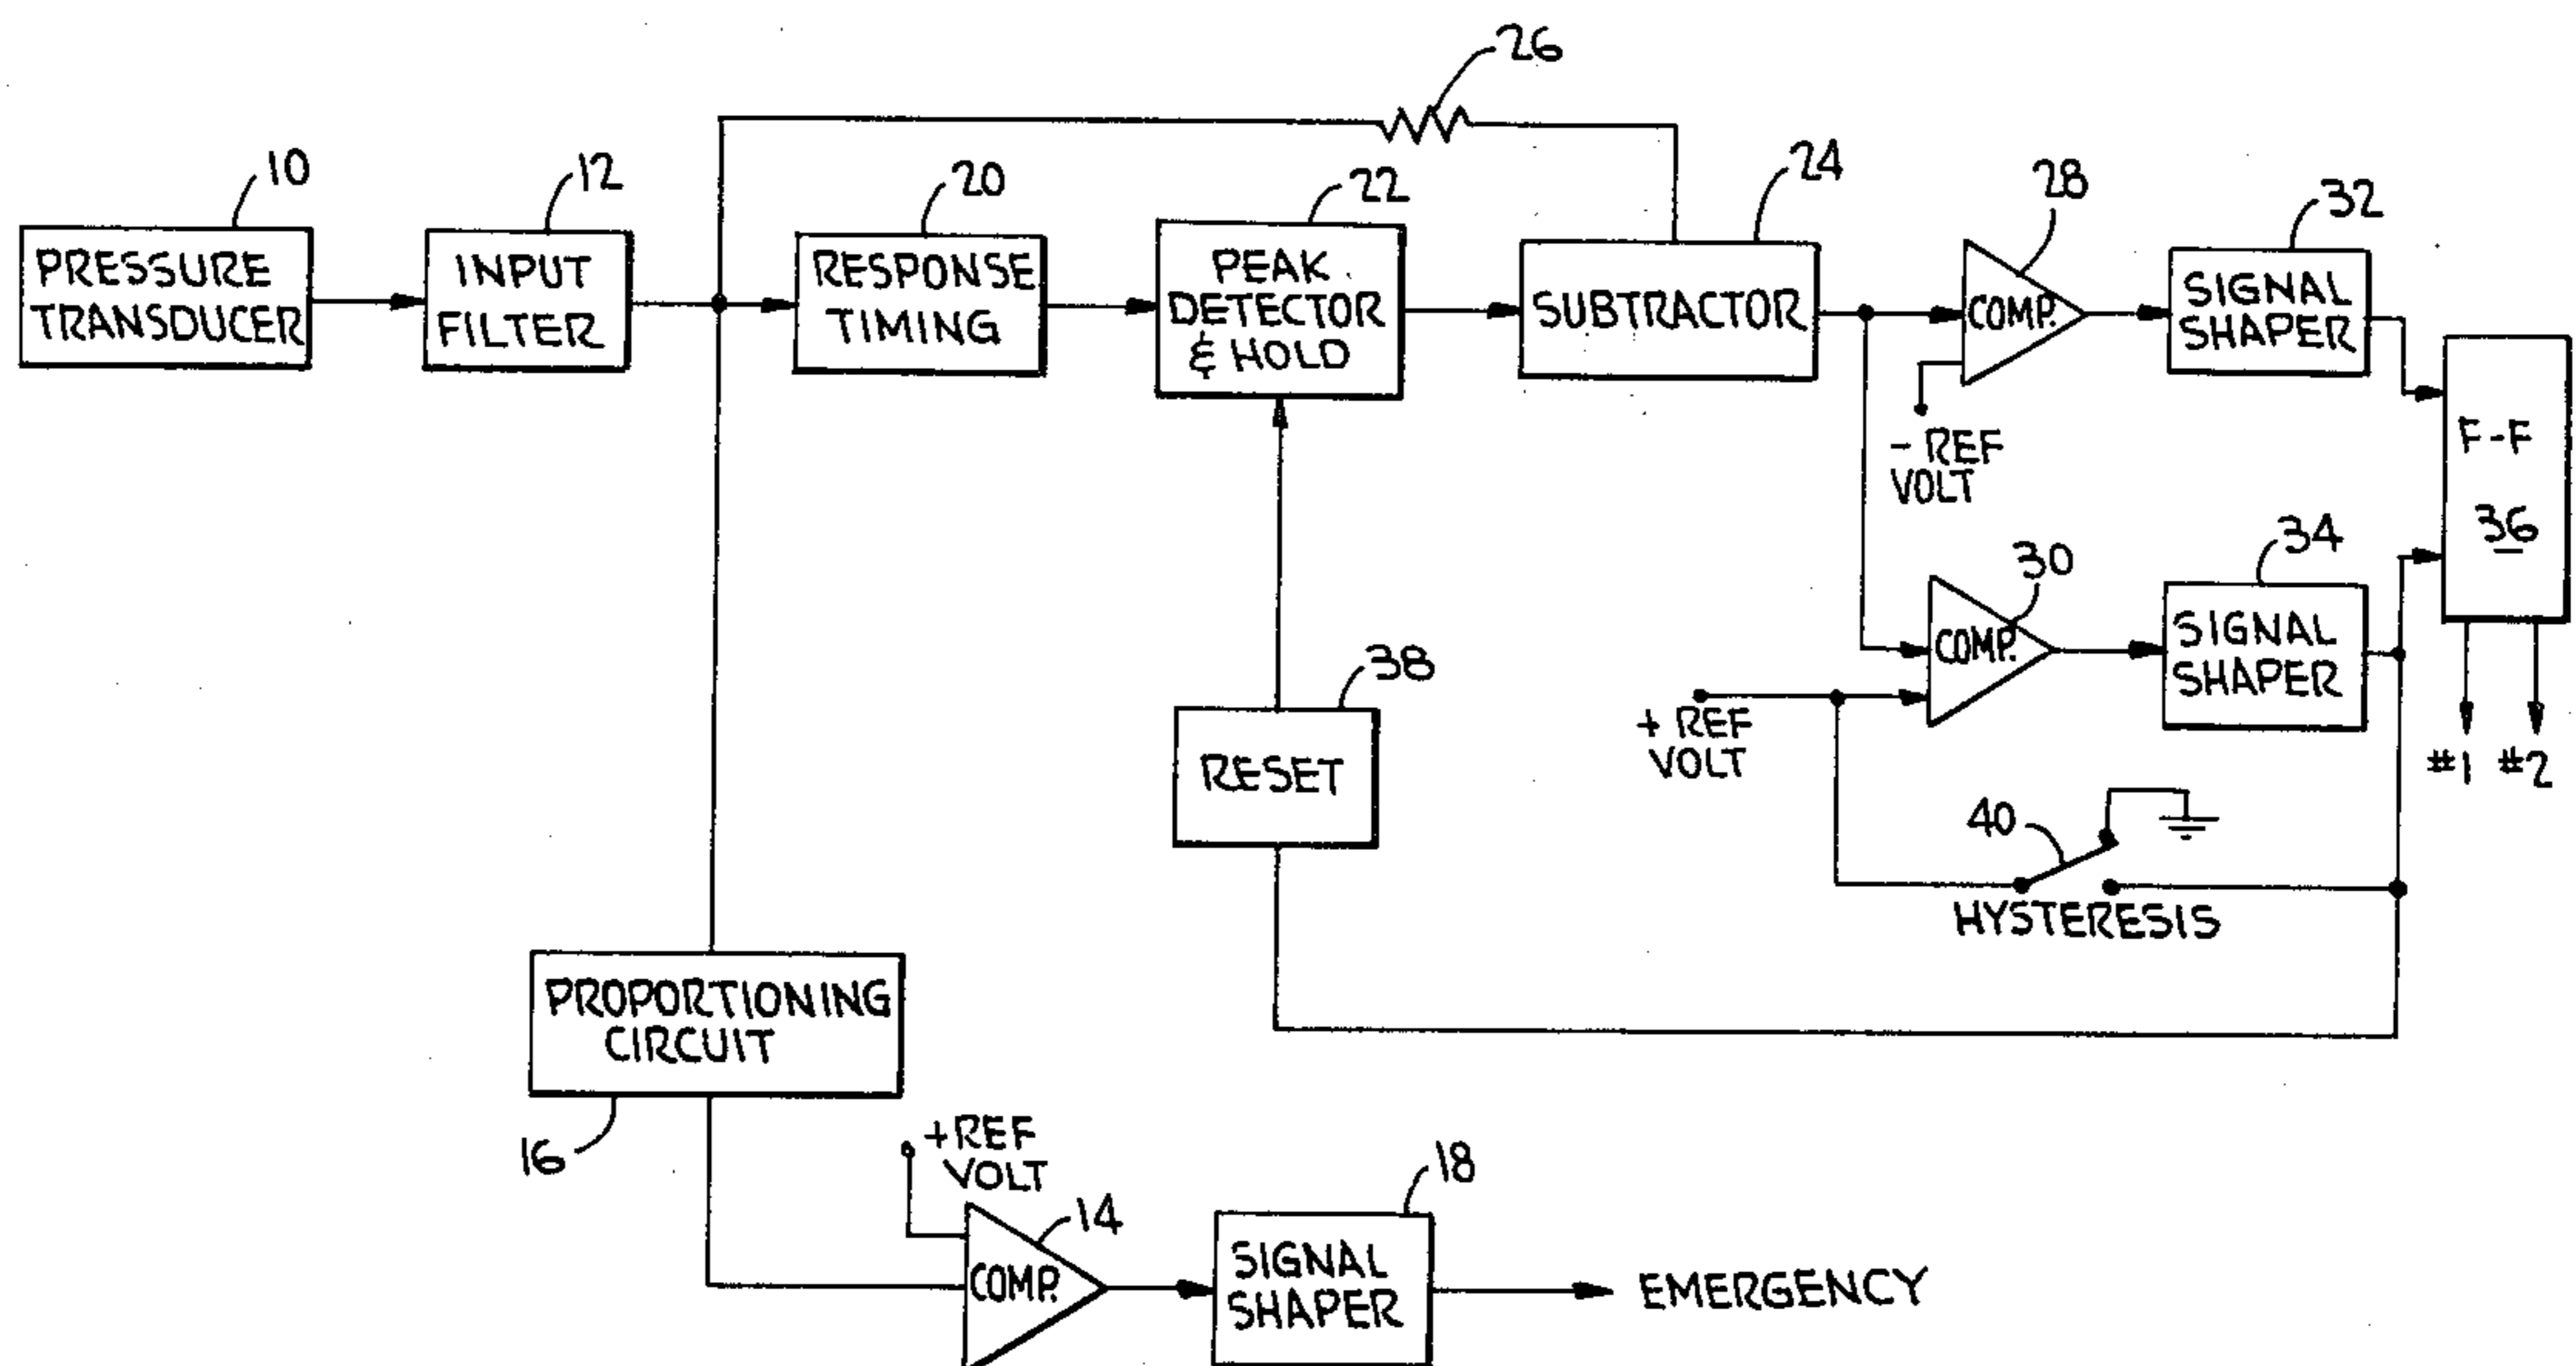 26
10
12
20
22
24
28
32
PRESSURE
TRANSDUCER
INPUT
FILTER
RESPONSE
TIMING
PEAK
DETECTOR
& HOLD
SUBTRACTOR
COMP.
SIGNAL
SHAPER
- REF
VOLT
F-F
36
30
34
COMP.
SIGNAL
SHAPER
38
RESET
+ REF
VOLT
#1 #2
40
HYSTERESIS
PROPORTIONING
CIRCUIT
16
+REF
VOLT
14
18
COMP.
SIGNAL
SHAPER
EMERGENCY